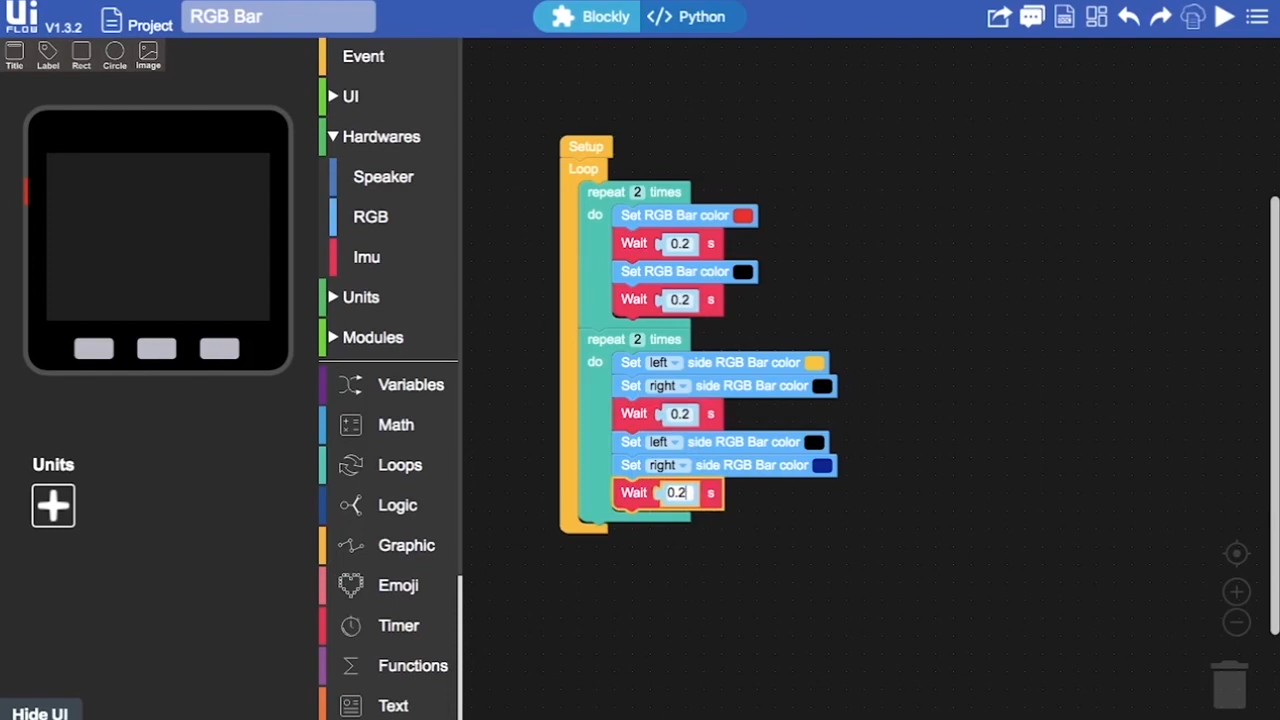 Ui
FLOW V1.3.2
Project
RGB Bar
Blockly
</> Python
Title
Label
Rect
Circle
Image
Units
Hide UI
Event
UI
Hardwares
Speaker
RGB
Imu
Units
Modules
Variables
Math
Loops
Logic
Graphic
Emoji
Timer
Functions
Text
Setup
Loop
repeat 2 times
do Set RGB Bar color
Wait 0.2 s
Set RGB Bar color
Wait 0.2 s
repeat 2 times
do Set left side RGB Bar color
Set right side RGB Bar color
Wait 0.2 s
Set left side RGB Bar color
Set right side RGB Bar color
Wait 0.2 s